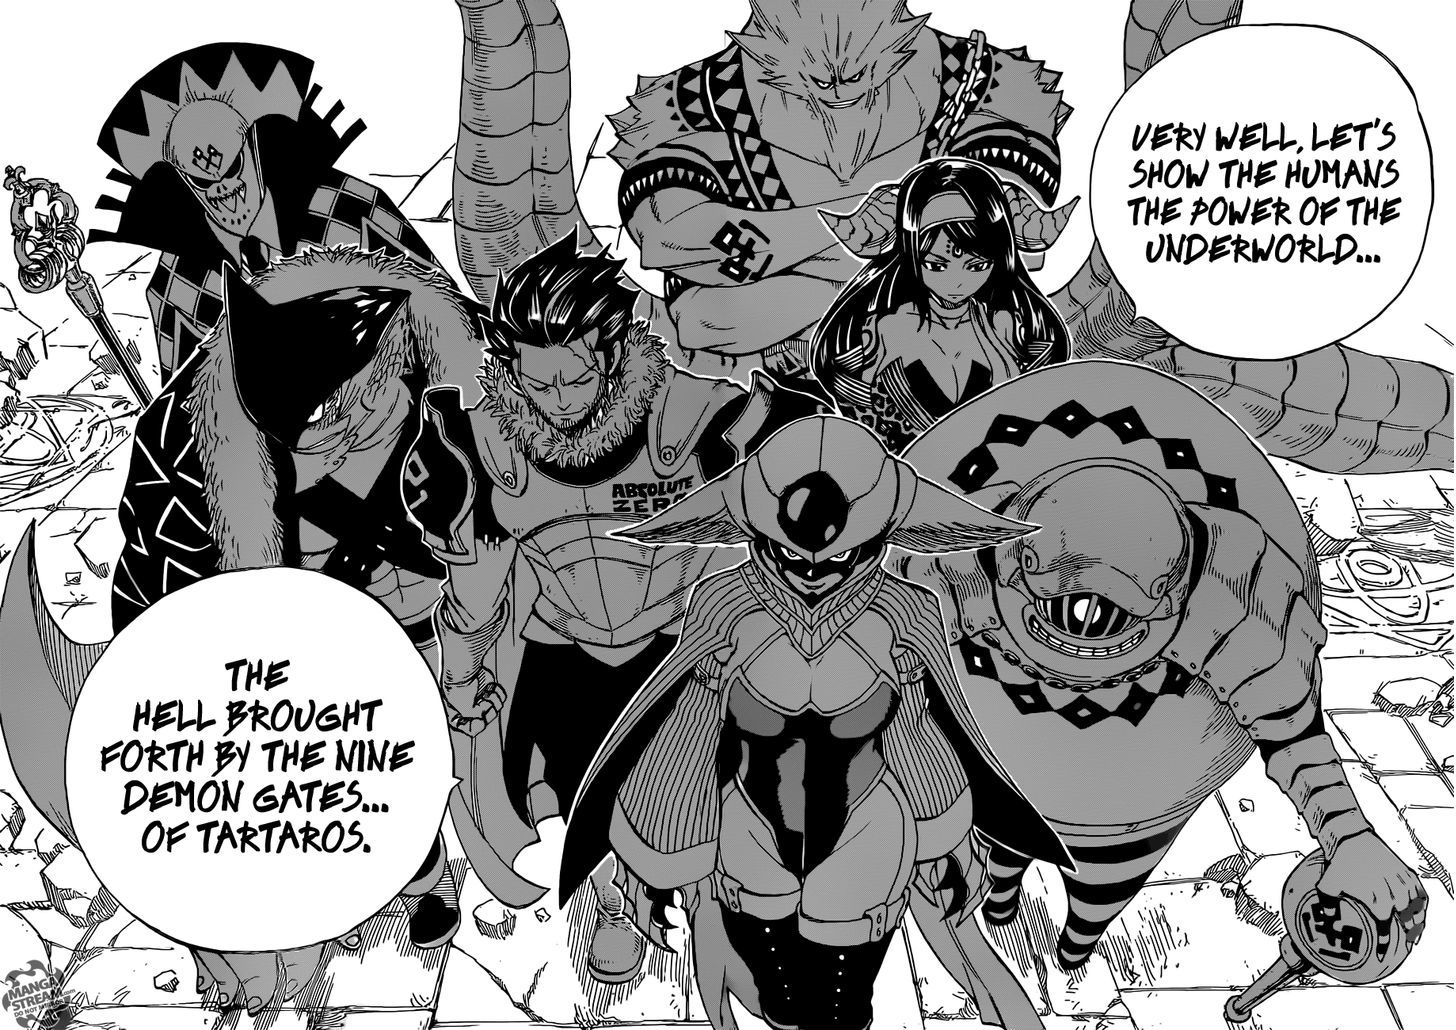 VERY WELL, LET'S
SHOW THE HUMANS
THE POWER OF THE
UNDERWORLD...
ABSOLUTE
ZERO
THE
HELL BROUGHT
FORTH BY THE NINE
DEMON GATES...
OF TARTAROS.
MANGA
STREAM